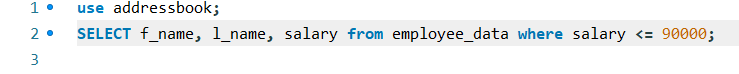 1 use addressbook;
2 SELECT f_name, l_name, salary from employee_data where salary <= 90000;
3